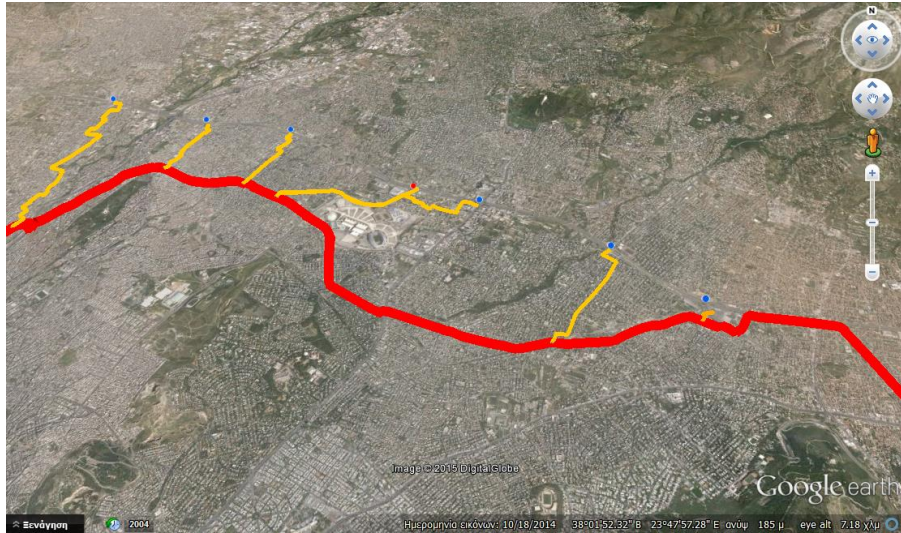 N
Image © 2015 DigitalGlobe
Google earth
Ξενάγηση
2004
Ημερομηνία εικόνων: 10/18/2014 38°01'52.32" Β 23°47'57.28" Ε ανύψ 185 μ eye alt 7.18 χλμ